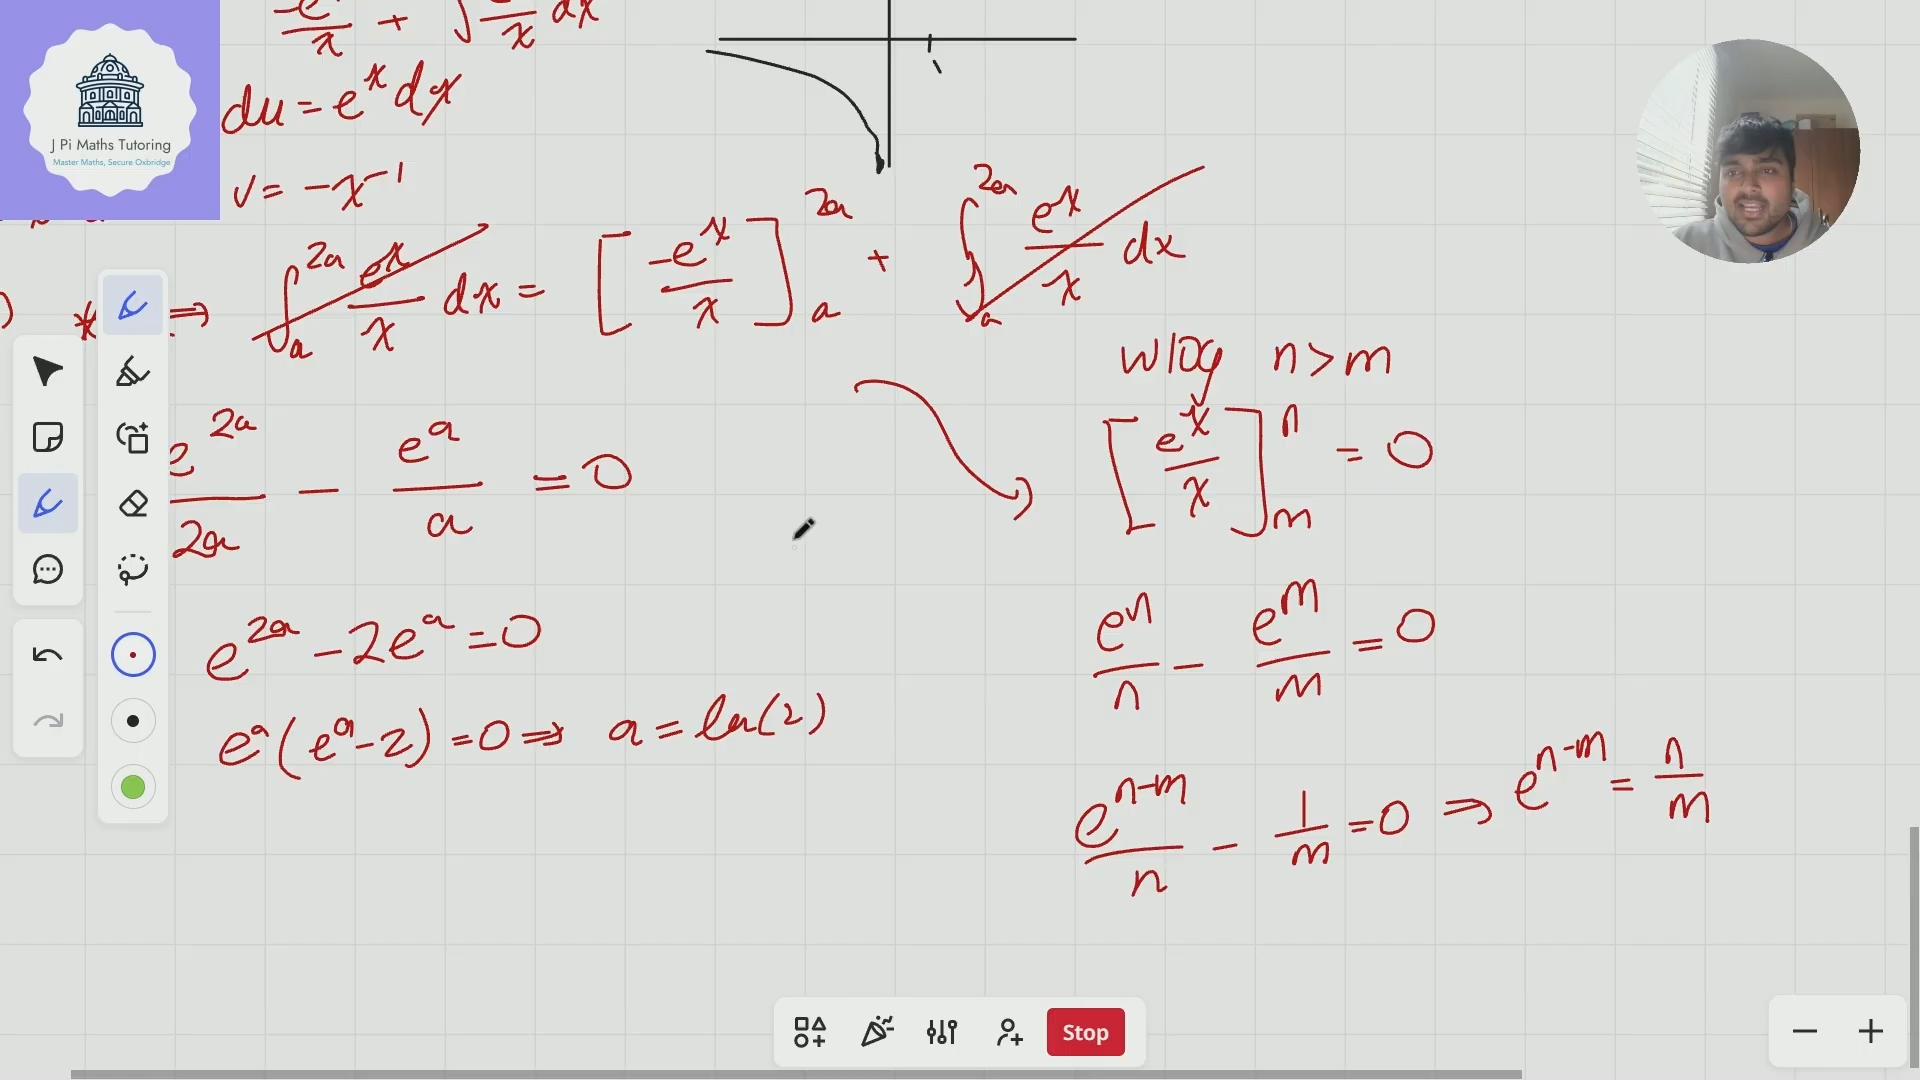 J Pi Maths Tutoring
Master Maths, Secure Oxbridge
du = e^x dx
v = -x^-1
⇒ ∫_a^2a e^x/x dx = [-e^x/x]_a^2a + ∫_a^2a e^x/x dx
wlog n > m
[e^x/x]_m^n = 0
e^2a/2a - e^a/a = 0
e^n/n - e^m/m = 0
e^2a - 2e^a = 0
e^a(e^a - 2) = 0 ⇒ a = ln(2)
e^n-m/n - 1/m = 0 ⇒ e^n-m = n/m
Stop